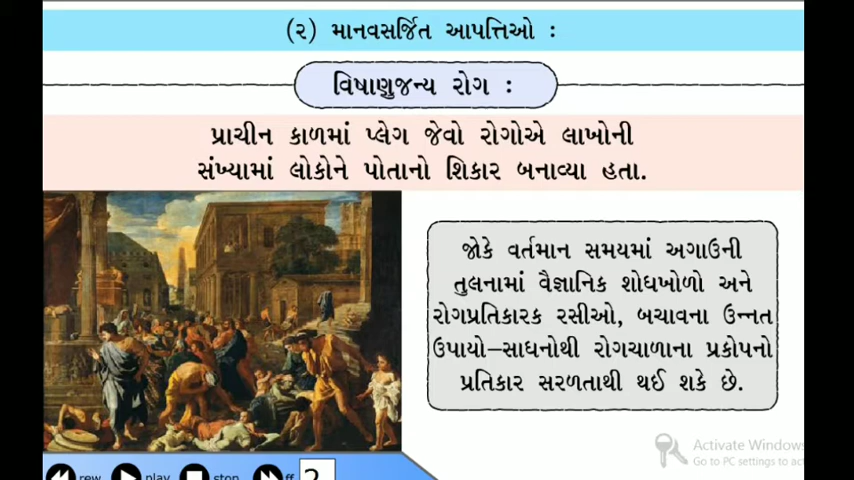 (૨) માનવસર્જિત આપત્તિઓ :
વિષાણુજન્ય રોગ :
પ્રાચીન કાળમાં પ્લેગ જેવો રોગોએ લાખોની
સંખ્યામાં લોકોને પોતાનો શિકાર બનાવ્યા હતા.
જોકે વર્તમાન સમયમાં અગાઉની
તુલનામાં વૈજ્ઞાનિક શોધખોળો અને
રોગપ્રતિકારક રસીઓ, બચાવના ઉન્નત
ઉપાયો–સાધનોથી રોગચાળાના પ્રકોપનો
પ્રતિકાર સરળતાથી થઈ શકે છે.
Activate Windows
Go to PC settings to act
rew play stop ff 2